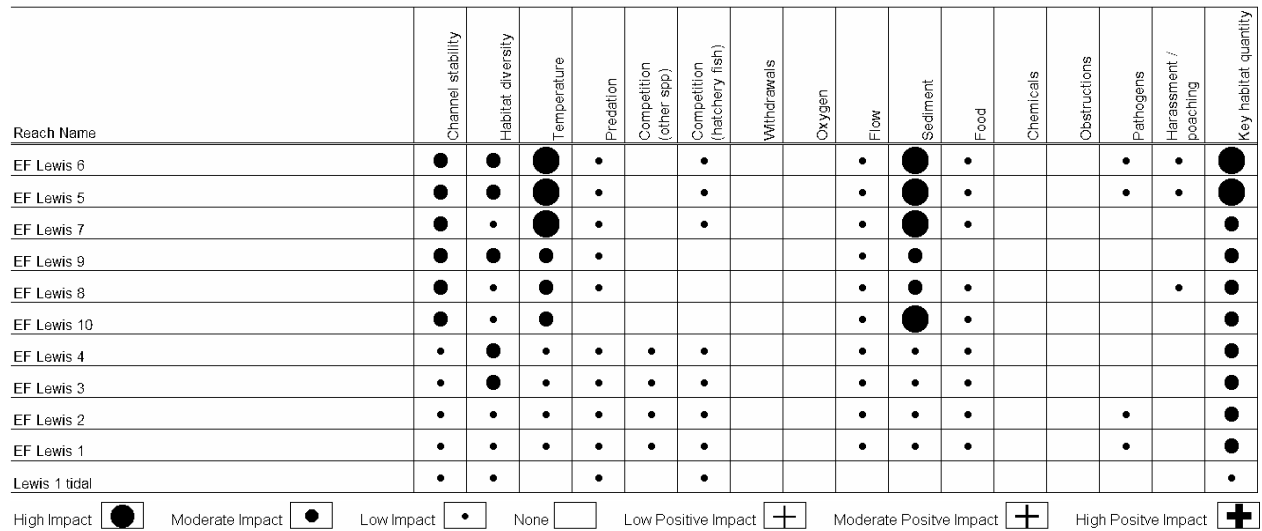 Reach Name
Channel stability
Habitat diversity
Temperature
Predation
Competition
(other spp)
Competition
(hatchery fish)
Withdrawals
Oxygen
Flow
Sediment
Food
Chemicals
Obstructions
Pathogens
Harassment /
poaching
Key habitat quantity
EF Lewis 6
EF Lewis 5
EF Lewis 7
EF Lewis 9
EF Lewis 8
EF Lewis 10
EF Lewis 4
EF Lewis 3
EF Lewis 2
EF Lewis 1
Lewis 1 tidal
High Impact Moderate Impact Low Impact None Low Positive Impact Moderate Positve Impact High Positve Impact